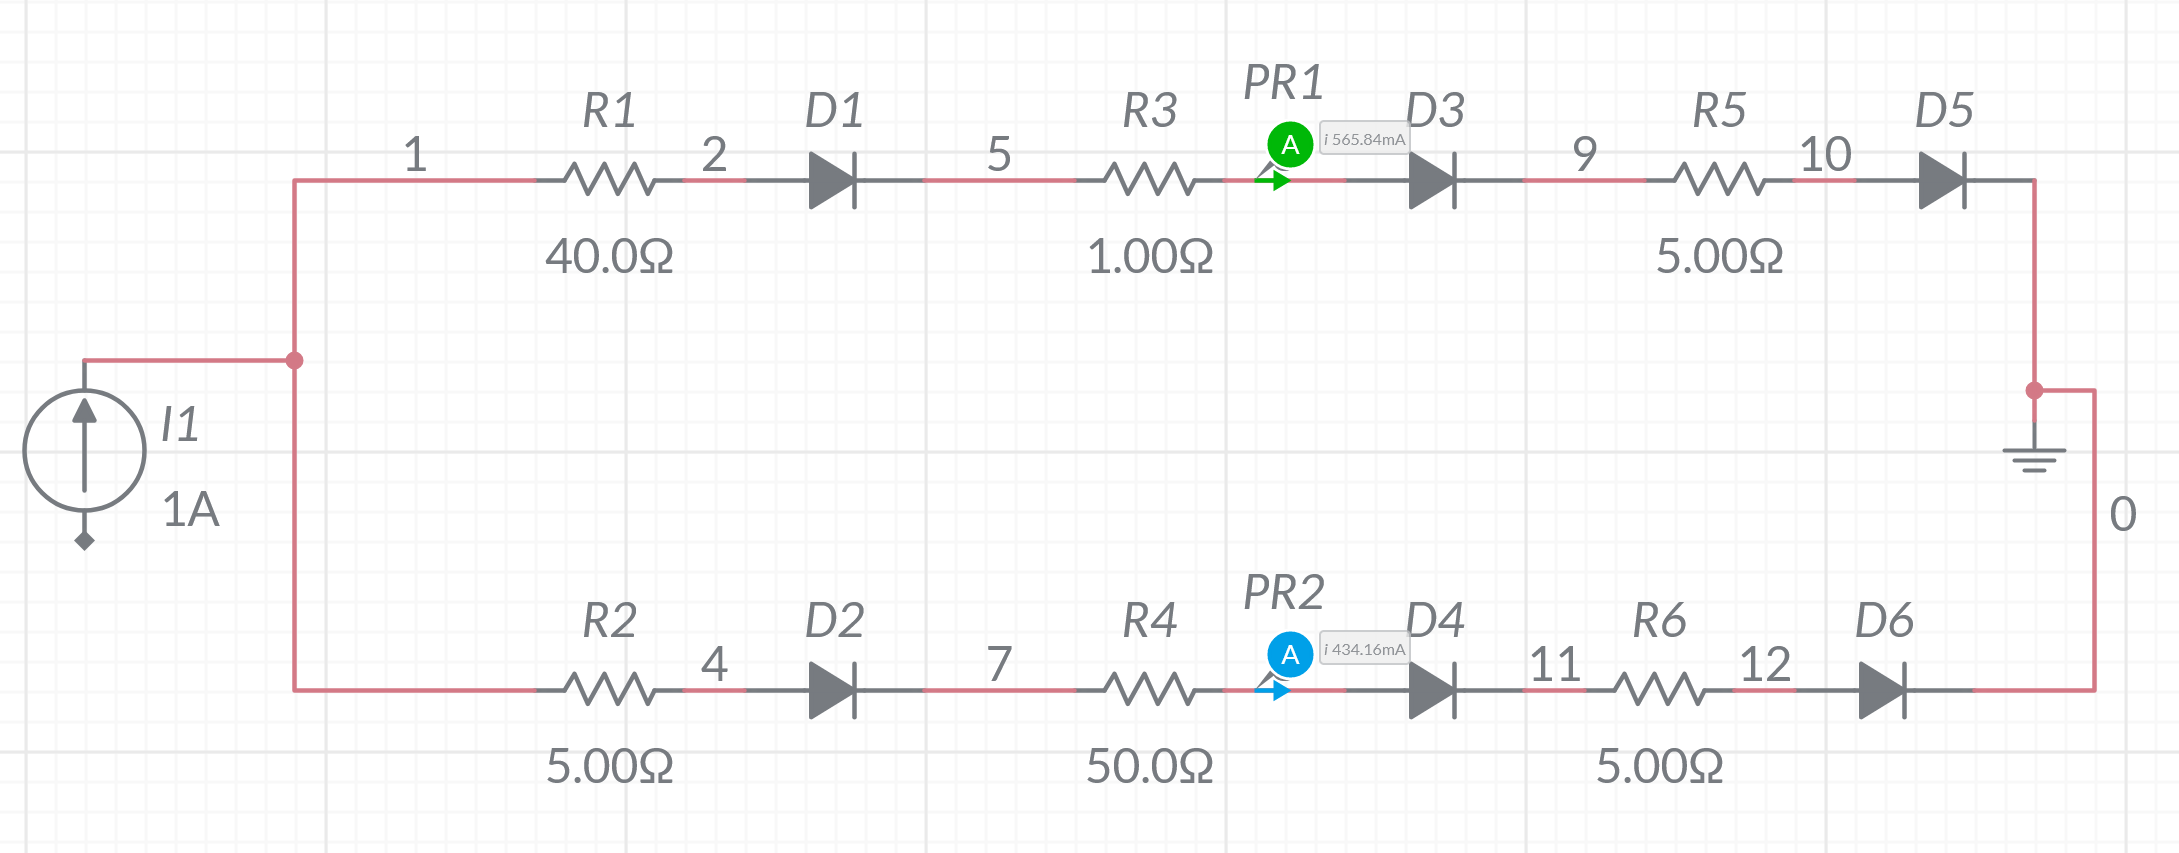 PR1
R1 D1 R3 D3 R5 D5
A i 565.84mA
1 2 5 9 10
40.0Ω 1.00Ω 5.00Ω
I1
1A
0
PR2
R2 D2 R4 D4 R6 D6
A i 434.16mA
4 7 11 12
5.00Ω 50.0Ω 5.00Ω